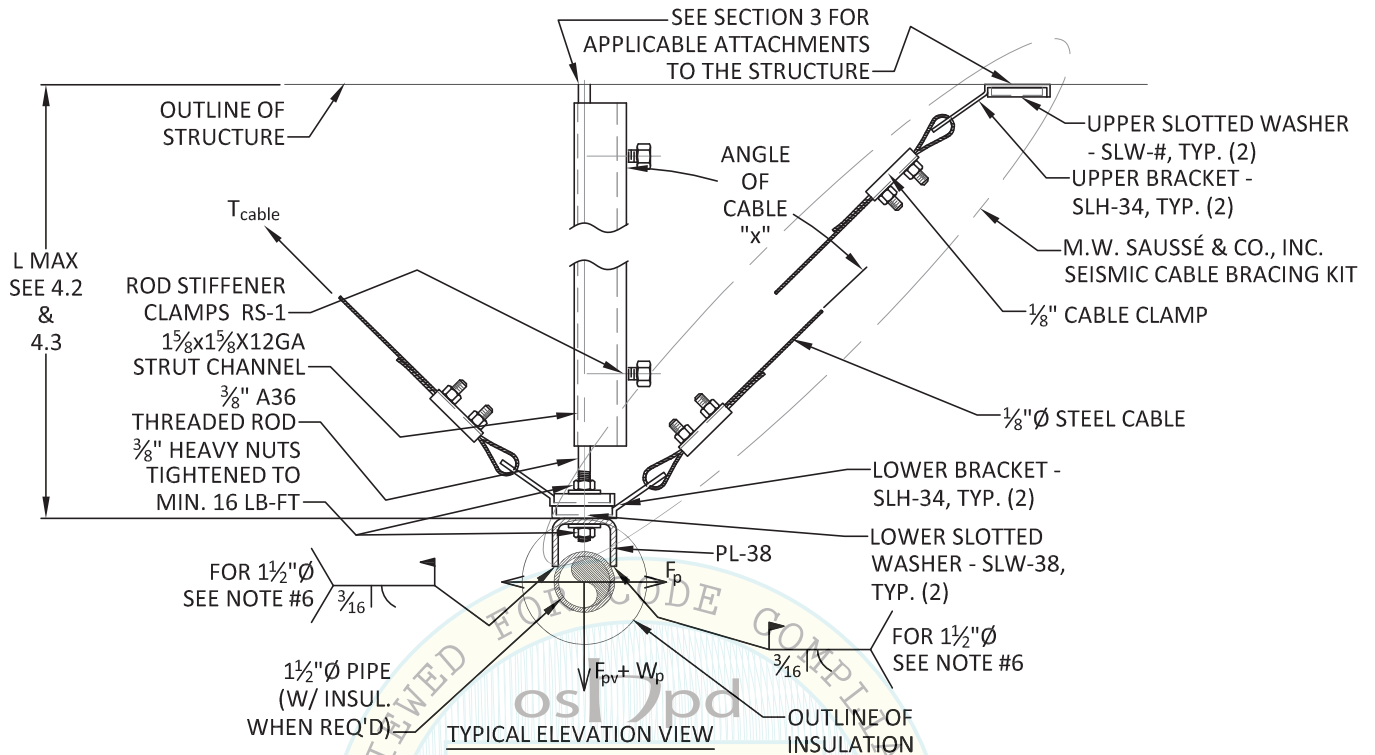 SEE SECTION 3 FOR
APPLICABLE ATTACHMENTS
TO THE STRUCTURE
OUTLINE OF
STRUCTURE
UPPER SLOTTED WASHER
- SLW-#, TYP. (2)
UPPER BRACKET -
SLH-34, TYP. (2)
ANGLE
OF
CABLE
"x"
Tcable
M.W. SAUSSÉ & CO., INC.
SEISMIC CABLE BRACING KIT
L MAX
SEE 4.2
&
4.3
ROD STIFFENER
CLAMPS RS-1
1⅝x1⅝X12GA
STRUT CHANNEL
⅜" A36
THREADED ROD
⅜" HEAVY NUTS
TIGHTENED TO
MIN. 16 LB-FT
⅛" CABLE CLAMP
⅛"Ø STEEL CABLE
LOWER BRACKET -
SLH-34, TYP. (2)
LOWER SLOTTED
WASHER - SLW-38,
TYP. (2)
PL-38
FOR 1½"Ø
SEE NOTE #6
3/16
Fp
FOR 1½"Ø
SEE NOTE #6
3/16
Fpv + Wp
1½"Ø PIPE
(W/ INSUL.
WHEN REQ'D)
OUTLINE OF
INSULATION
TYPICAL ELEVATION VIEW
FOR CODE
oshpd